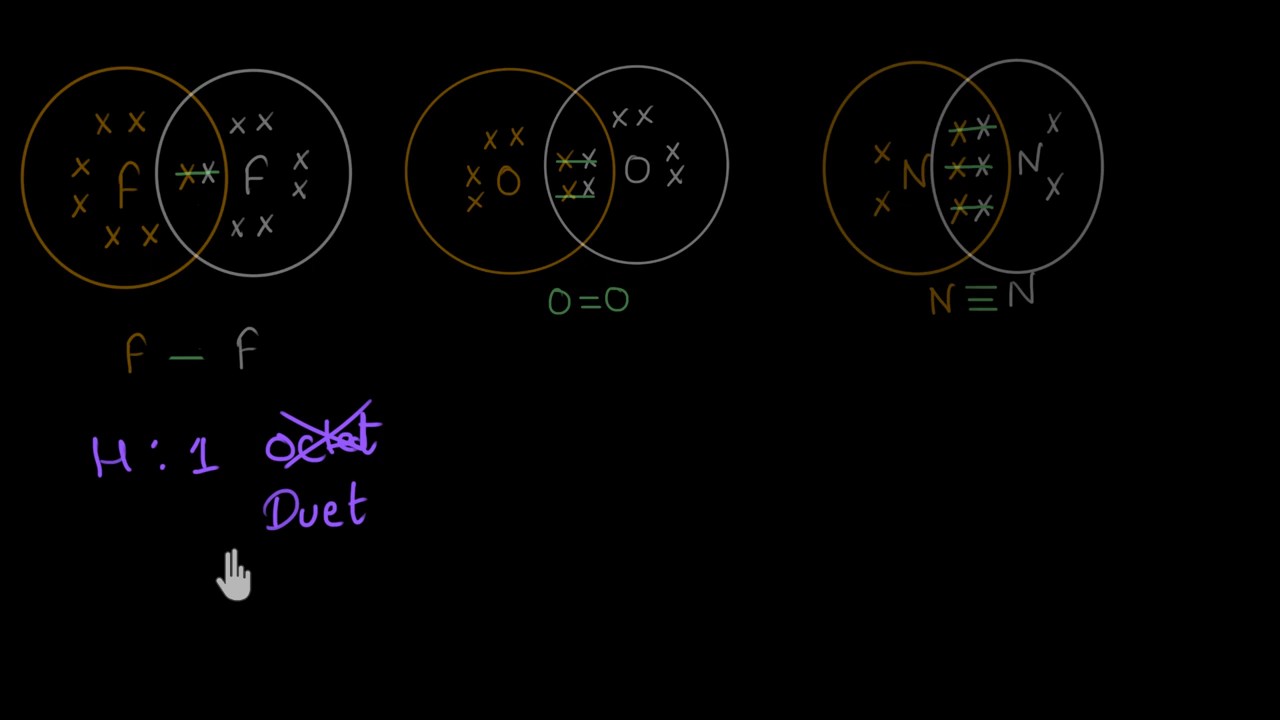 F F
O O
N N
O=O
N≡N
F — F
H : 1 Octet
Duet